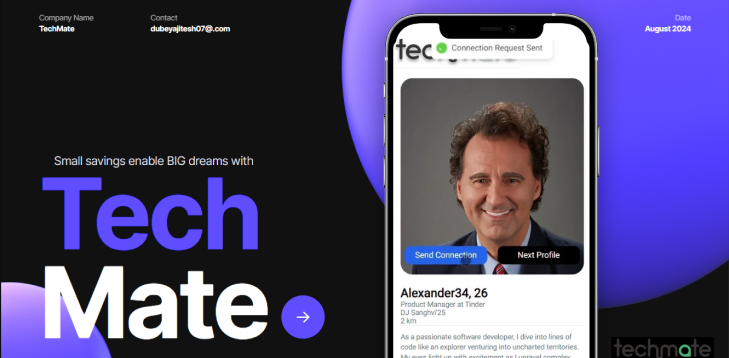 Company Name
TechMate
Contact
dubeyajitesh07@.com
Date
August 2024
Small savings enable BIG dreams with
Tech
Mate
Connection Request Sent
Send Connection
Next Profile
Alexander34, 26
Product Manager at Tinder
DJ Sanghvi'25
2 km
As a passionate software developer, I dive into lines of
code like an explorer venturing into uncharted territories.
My eyes light up with excitement as I unravel complex
techmate